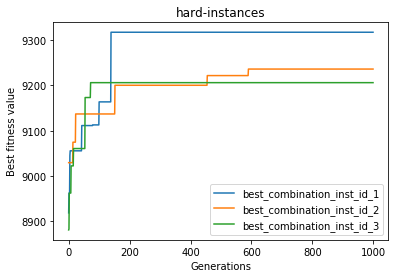 hard-instances
9300
9200
9100
9000
8900
Best fitness value
0
200
400
600
800
1000
Generations
best_combination_inst_id_1
best_combination_inst_id_2
best_combination_inst_id_3